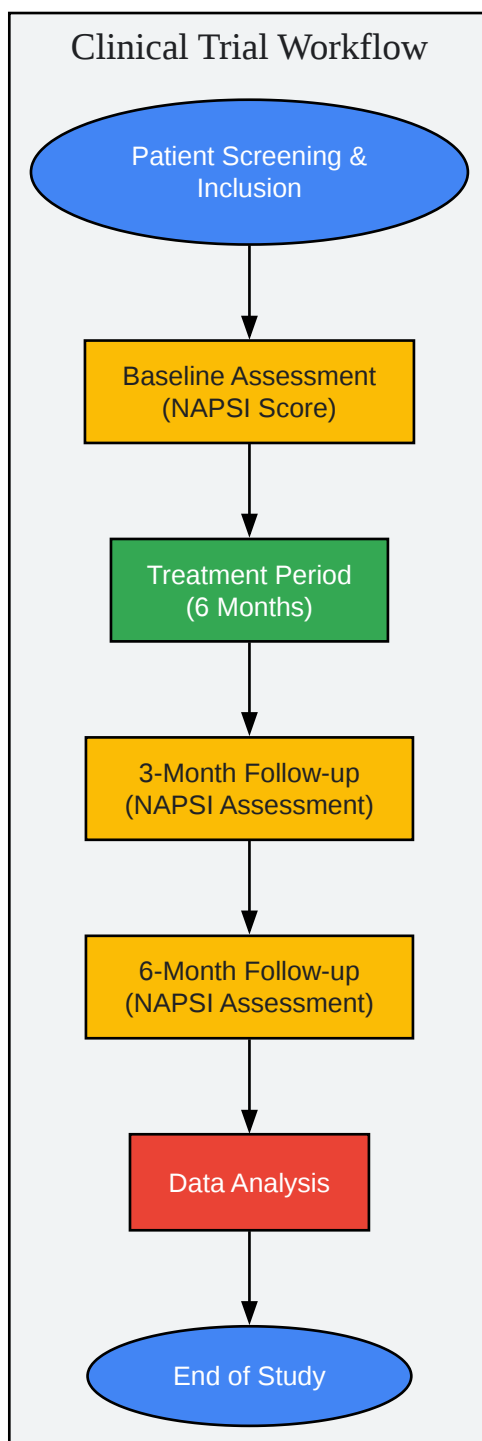 Clinical Trial Workflow
Patient Screening &
Inclusion
Baseline Assessment
(NAPSI Score)
Treatment Period
(6 Months)
3-Month Follow-up
(NAPSI Assessment)
6-Month Follow-up
(NAPSI Assessment)
Data Analysis
End of Study